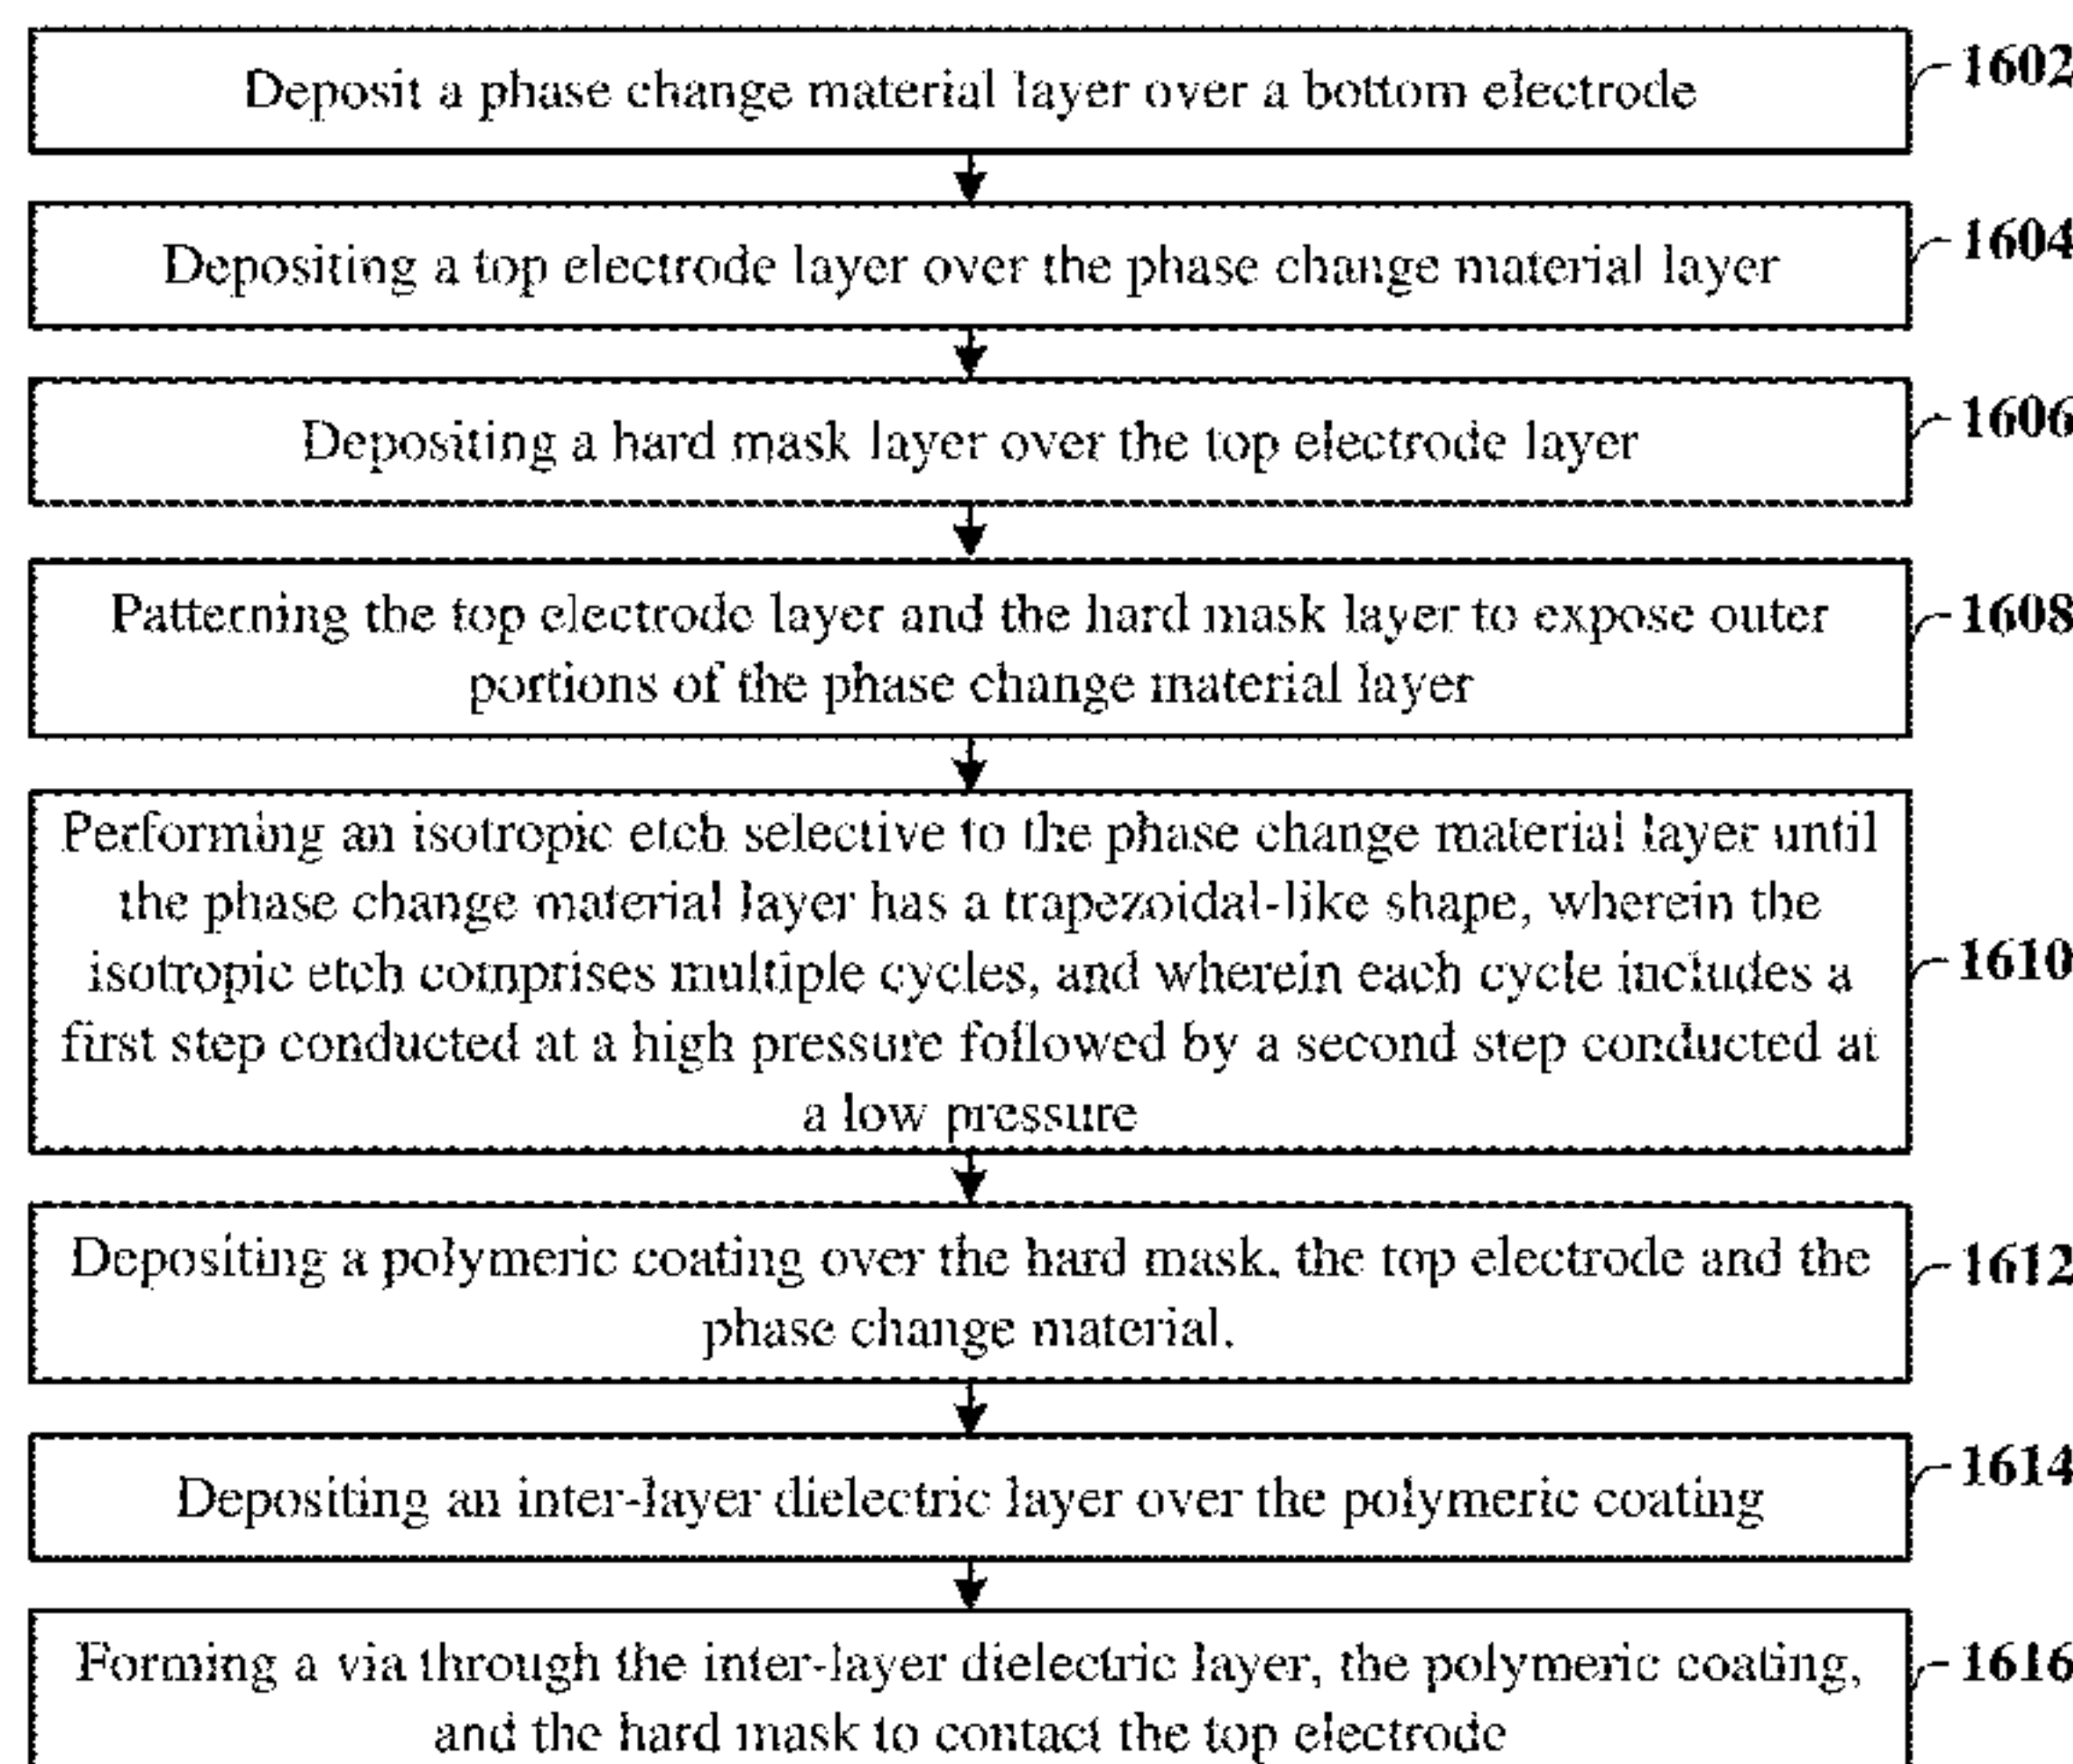 Deposit a phase change material layer over a bottom electrode
1602
Depositing a top electrode layer over the phase change material layer
1604
Depositing a hard mask layer over the top electrode layer
1606
Patterning the top electrode layer and the hard mask layer to expose outer
portions of the phase change material layer
1608
Performing an isotropic etch selective to the phase change material layer until
the phase change material layer has a trapezoidal-like shape, wherein the
isotropic etch comprises multiple cycles, and wherein each cycle includes a
first step conducted at a high pressure followed by a second step conducted at
a low pressure
1610
Depositing a polymeric coating over the hard mask, the top electrode and the
phase change material.
1612
Depositing an inter-layer dielectric layer over the polymeric coating
1614
Forming a via through the inter-layer dielectric layer, the polymeric coating,
and the hard mask to contact the top electrode
1616